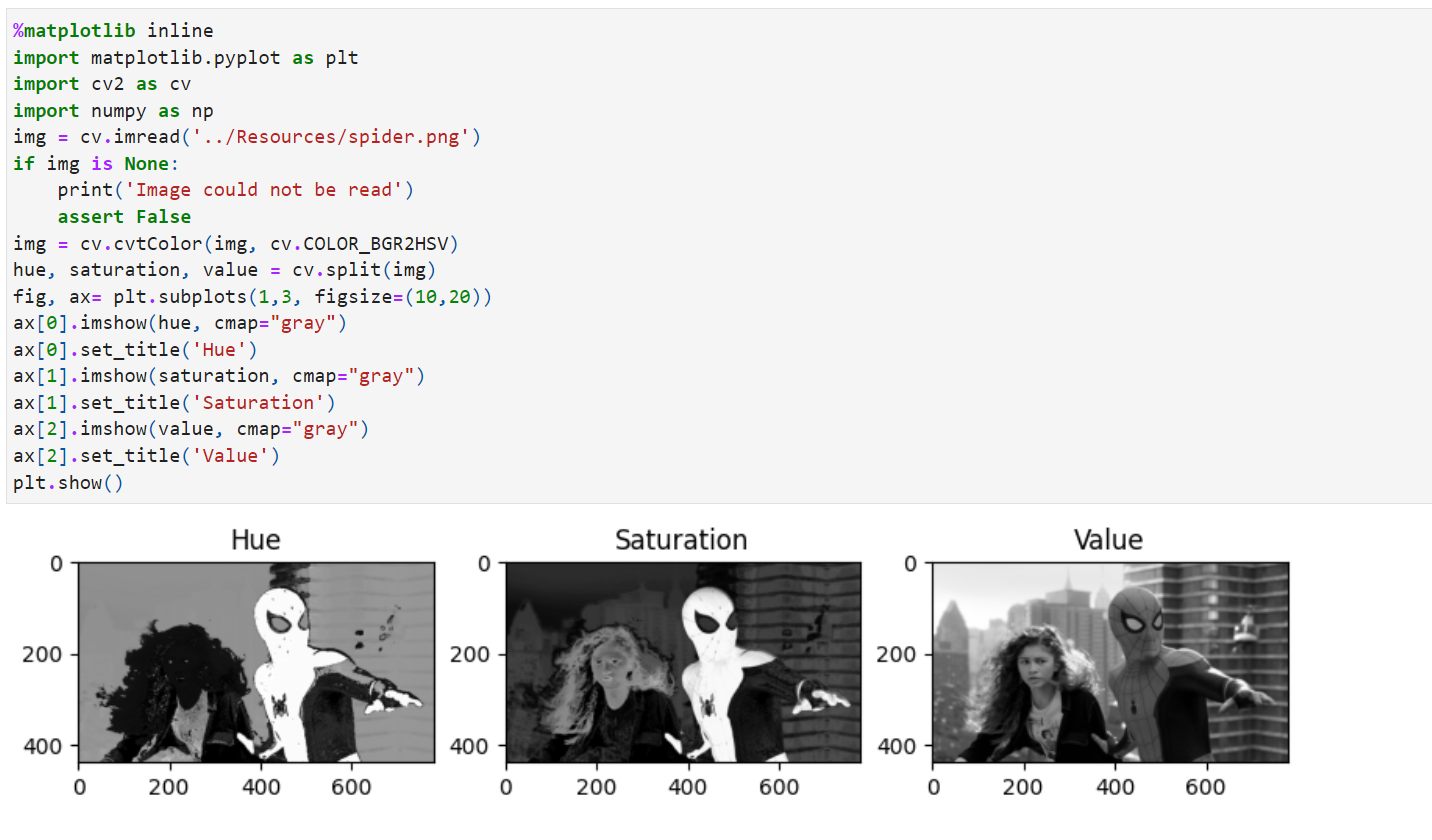 %matplotlib inline
import matplotlib.pyplot as plt
import cv2 as cv
import numpy as np
img = cv.imread('../Resources/spider.png')
if img is None:
    print('Image could not be read')
    assert False
img = cv.cvtColor(img, cv.COLOR_BGR2HSV)
hue, saturation, value = cv.split(img)
fig, ax= plt.subplots(1,3, figsize=(10,20))
ax[0].imshow(hue, cmap="gray")
ax[0].set_title('Hue')
ax[1].imshow(saturation, cmap="gray")
ax[1].set_title('Saturation')
ax[2].imshow(value, cmap="gray")
ax[2].set_title('Value')
plt.show()
Hue Saturation Value
0 0 0
200 200 200
400 400 400
0 200 400 600 0 200 400 600 0 200 400 600